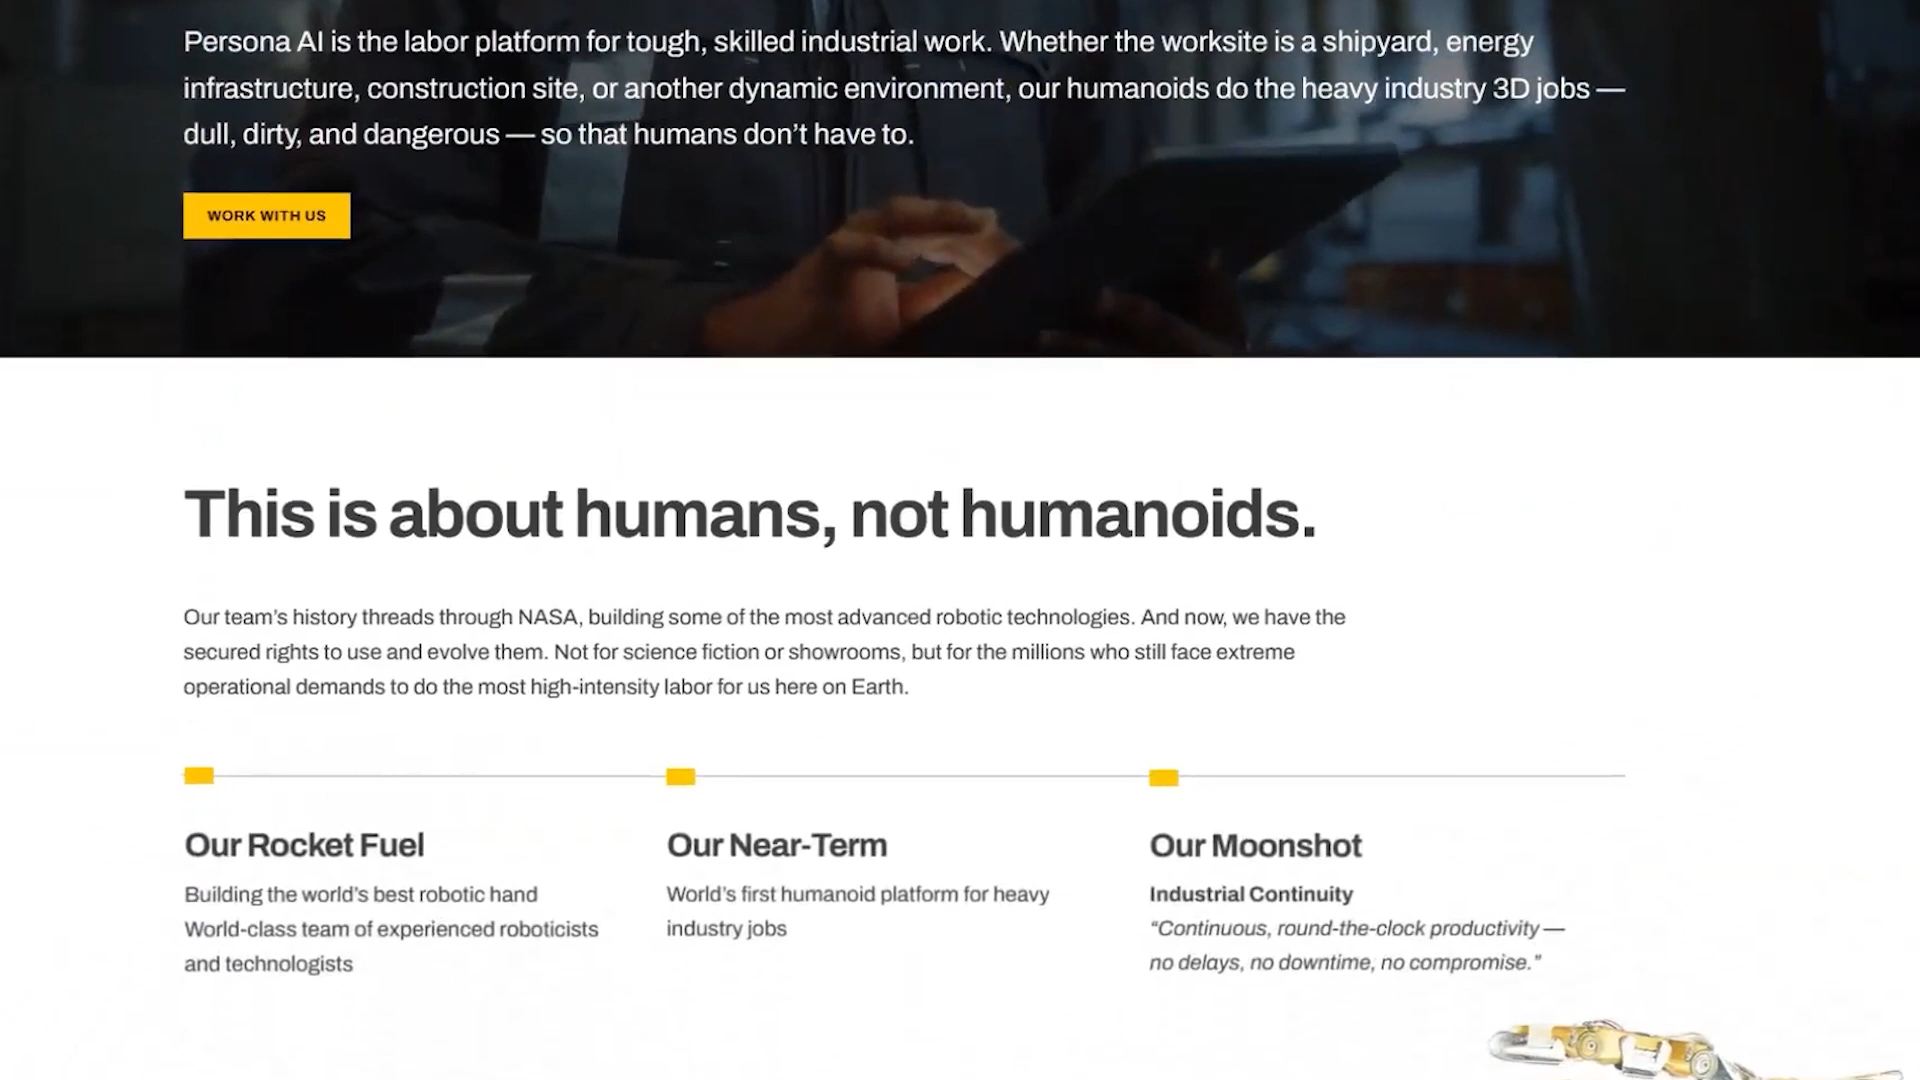 Persona AI is the labor platform for tough, skilled industrial work. Whether the worksite is a shipyard, energy
infrastructure, construction site, or another dynamic environment, our humanoids do the heavy industry 3D jobs —
dull, dirty, and dangerous — so that humans don’t have to.
WORK WITH US
This is about humans, not humanoids.
Our team’s history threads through NASA, building some of the most advanced robotic technologies. And now, we have the
secured rights to use and evolve them. Not for science fiction or showrooms, but for the millions who still face extreme
operational demands to do the most high-intensity labor for us here on Earth.
Our Rocket Fuel
Building the world’s best robotic hand
World-class team of experienced roboticists
and technologists
Our Near-Term
World’s first humanoid platform for heavy
industry jobs
Our Moonshot
Industrial Continuity
“Continuous, round-the-clock productivity —
no delays, no downtime, no compromise.”